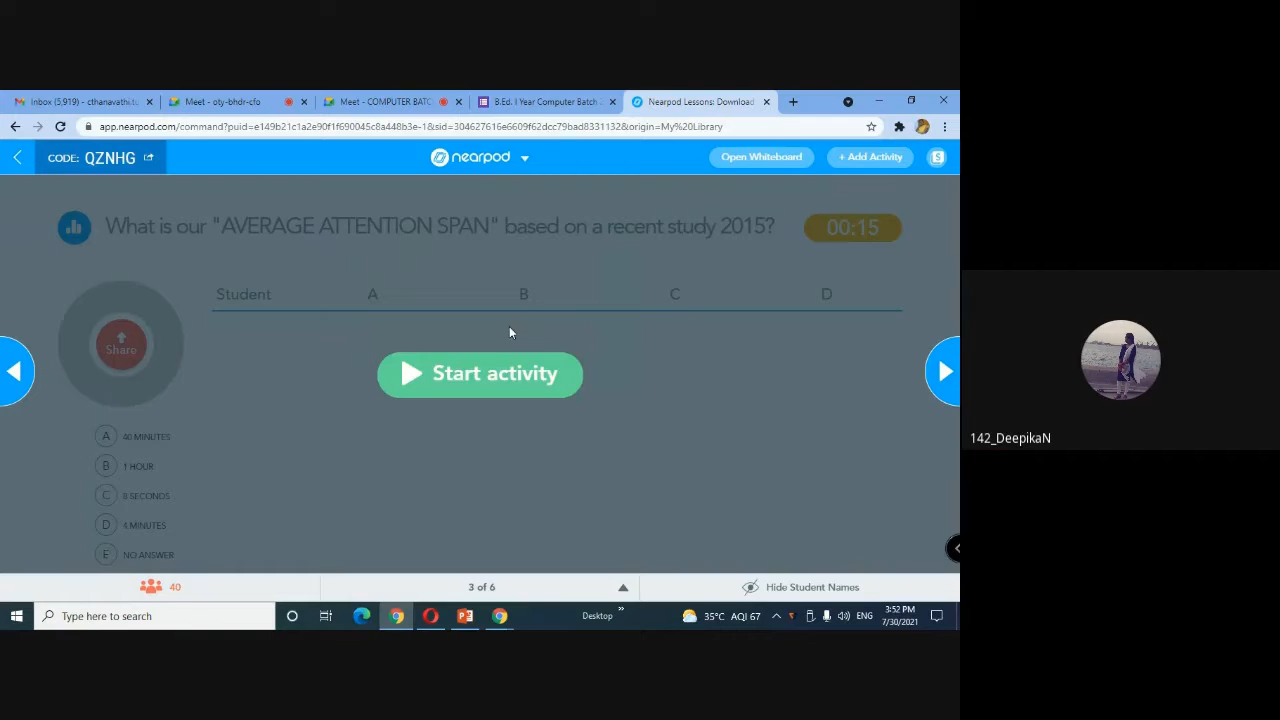 Inbox (5,919) - cthanavathi.tu
Meet - oty-bhdr-cfo
Meet - COMPUTER BATC
B.Ed. I Year Computer Batch 2
Nearpod Lessons: Download
app.nearpod.com/command?puid=e149b21c1a2e90f1f690045c8a448b3e-1&sid=304627616e6609f62dcc79bad8331132&origin=My%20Library
CODE: QZNHG
nearpod
Open Whiteboard
+ Add Activity
S
What is our "AVERAGE ATTENTION SPAN" based on a recent study 2015?
00:15
Student A B C D
Share
Start activity
A 40 MINUTES
B 1 HOUR
C 8 SECONDS
D 4 MINUTES
E NO ANSWER
142_DeepikaN
40
3 of 6
Hide Student Names
Type here to search
Desktop
35°C AQI 67
ENG
3:52 PM
7/30/2021